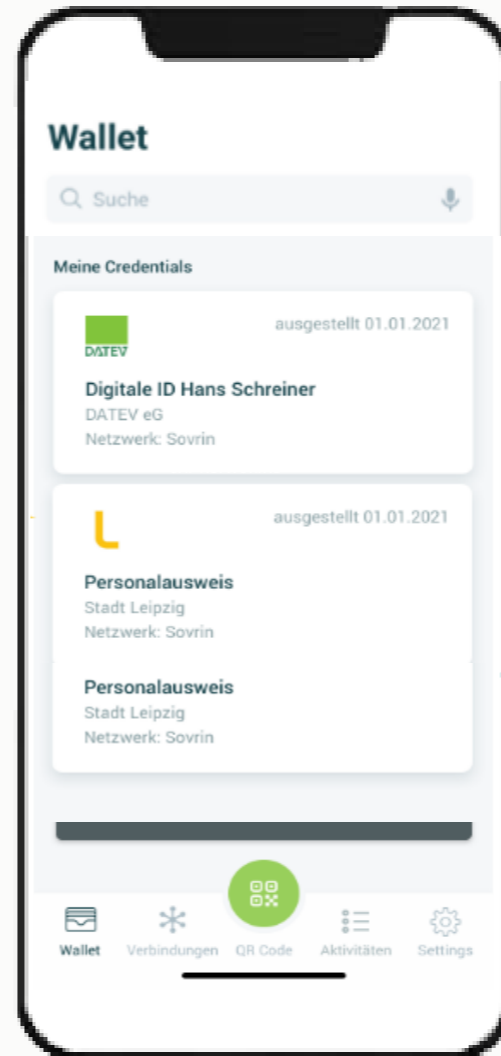 Wallet
Suche
Meine Credentials
ausgestellt 01.01.2021
DATEV
Digitale ID Hans Schreiner
DATEV eG
Netzwerk: Sovrin
L
ausgestellt 01.01.2021
Personalausweis
Stadt Leipzig
Netzwerk: Sovrin
Personalausweis
Stadt Leipzig
Netzwerk: Sovrin
Wallet Verbindungen QR Code Aktivitäten Settings